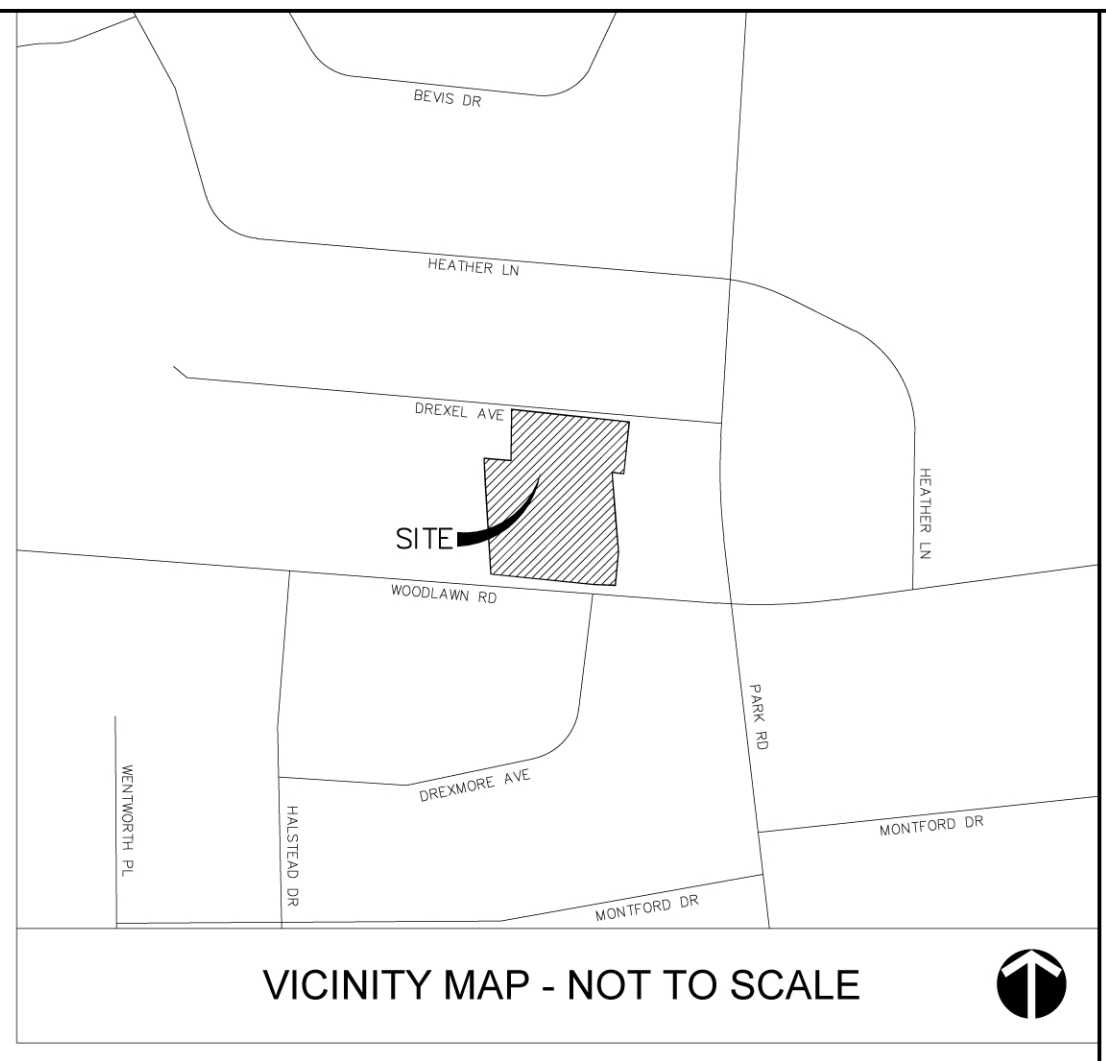 BEVIS DR
HEATHER LN
DREXEL AVE
HEATHER LN
SITE
WOODLAWN RD
PARK RD
WENTWORTH PL
DREXMORE AVE
HALSTEAD DR
MONTFORD DR
MONTFORD DR
VICINITY MAP - NOT TO SCALE